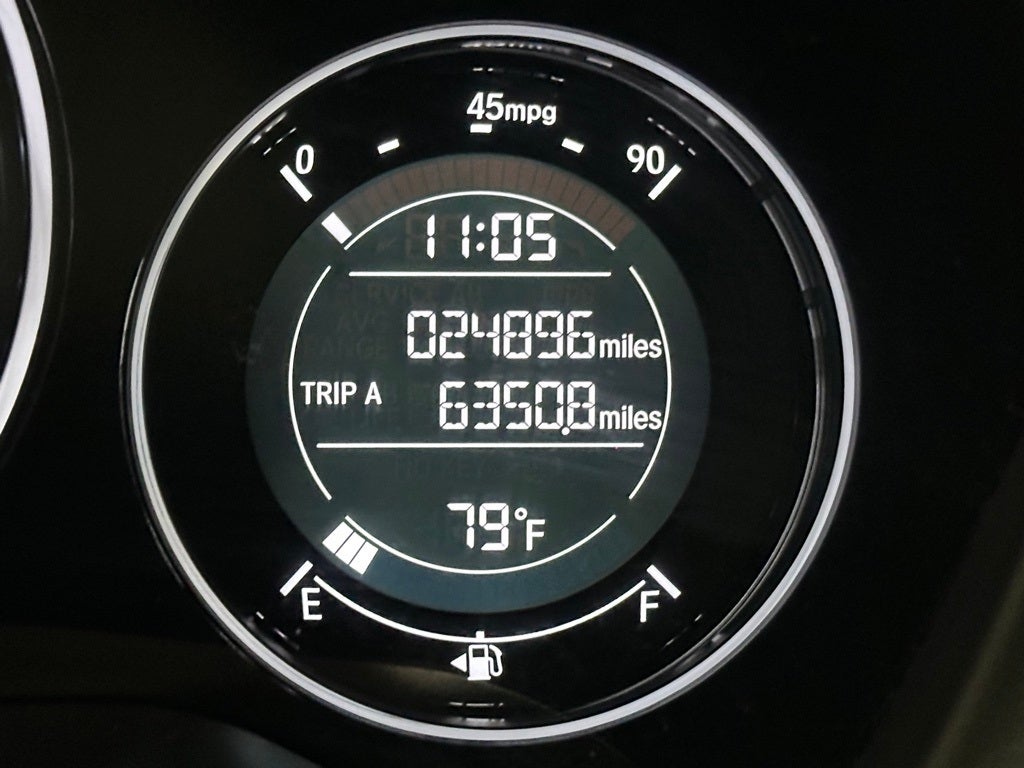 45mpg
0 90
11:05
024896 miles
TRIP A 6350.8 miles
79°F
E F